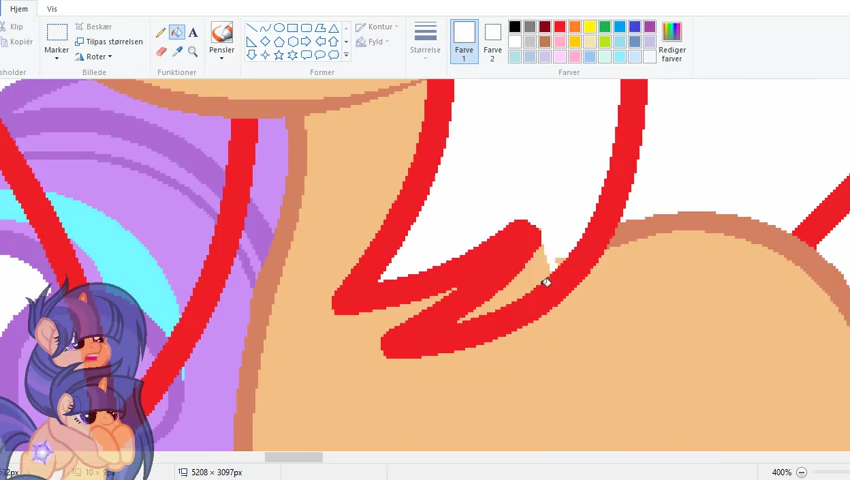 Hjem Vis
Klip
Kopiér
Marker
Beskær
Tilpas størrelsen
Roter
Billede
A
Funktioner
Pensler
Kontur
Fyld
Former
Størrelse
Farve
1
Farve
2
Rediger
farver
Farver
5208 × 3097px
400%